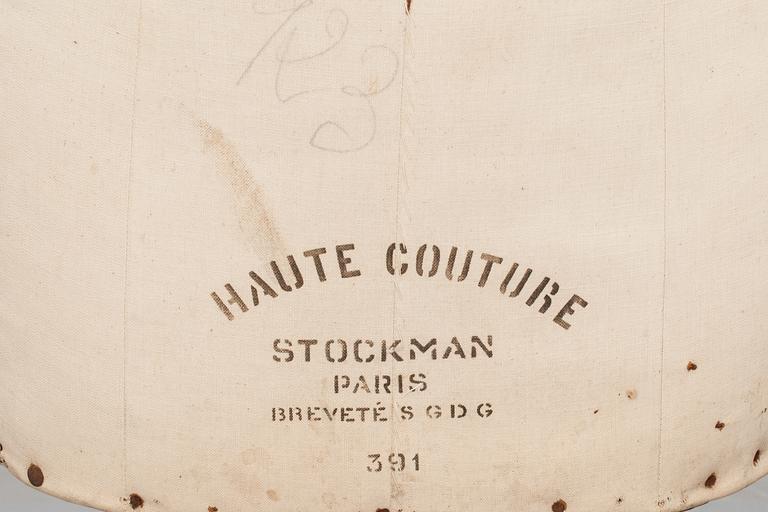 HAUTE COUTURE
STOCKMAN
PARIS
BREVETÉ S G D G
391